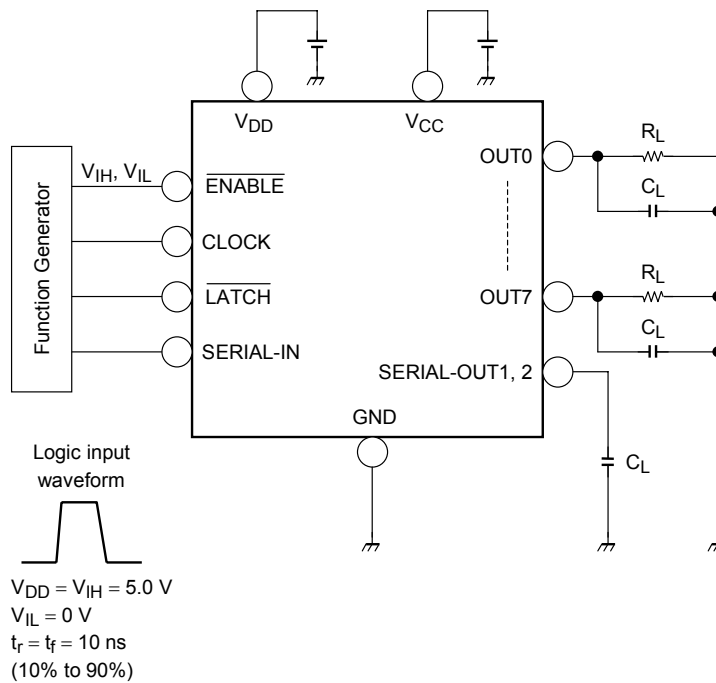 V_DD
V_CC
Function Generator
V_IH, V_IL
ENABLE
CLOCK
LATCH
SERIAL-IN
OUT0
OUT7
SERIAL-OUT1, 2
GND
R_L
C_L
R_L
C_L
C_L
Logic input
waveform
V_DD = V_IH = 5.0 V
V_IL = 0 V
t_r = t_f = 10 ns
(10% to 90%)